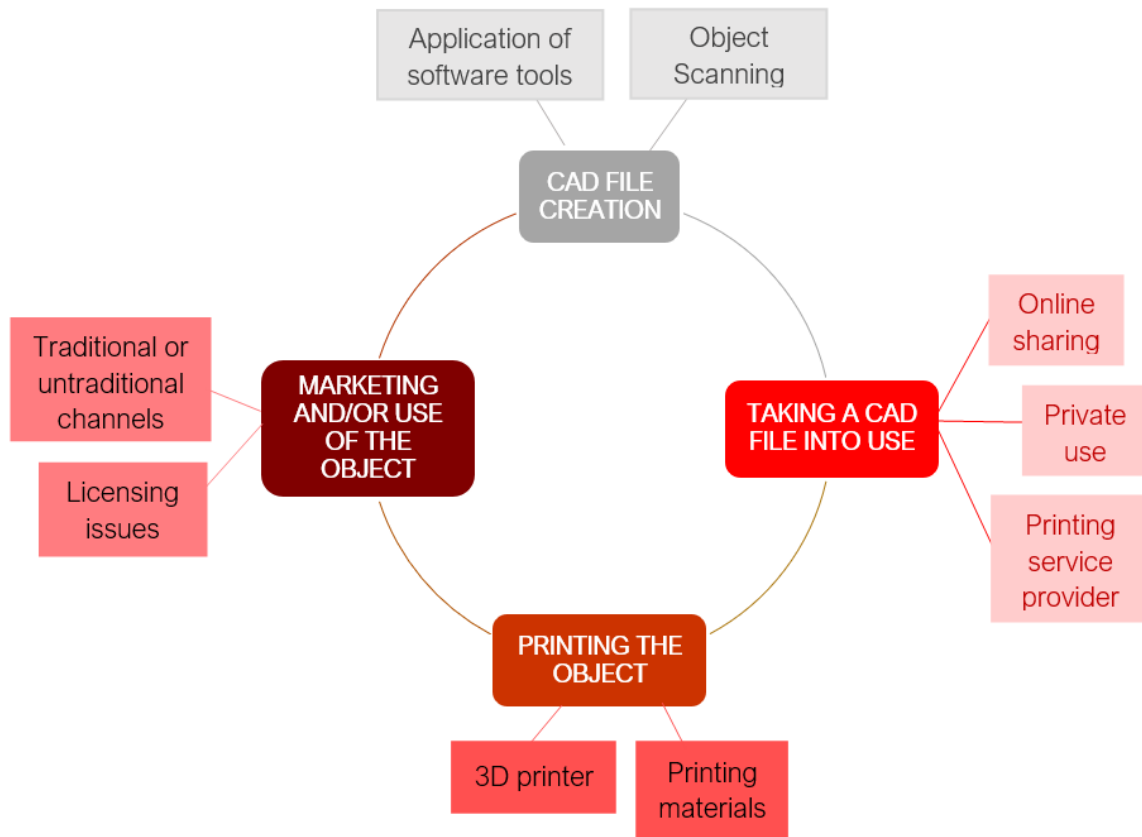 Application of
software tools
Object
Scanning
CAD FILE
CREATION
Online
sharing
Traditional or
untraditional
channels
MARKETING
AND/OR USE
OF THE
OBJECT
TAKING A CAD
FILE INTO USE
Private
use
Licensing
issues
Printing
service
provider
PRINTING THE
OBJECT
3D printer
Printing
materials